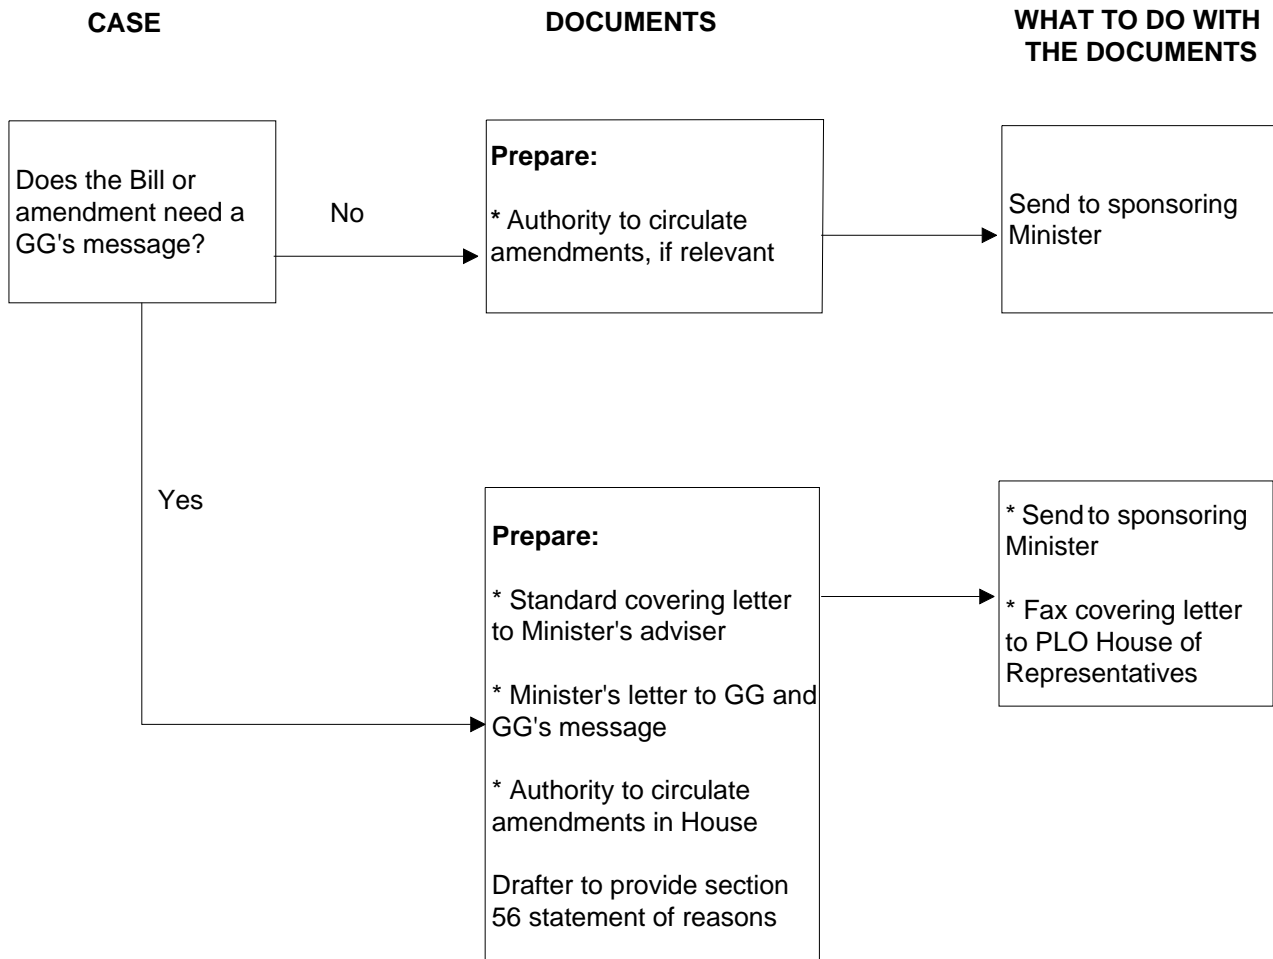 CASE
DOCUMENTS
WHAT TO DO WITH
THE DOCUMENTS
Does the Bill or
amendment need a
GG's message?
No
Prepare:
* Authority to circulate
amendments, if relevant
Send to sponsoring
Minister
Yes
Prepare:
* Standard covering letter
to Minister's adviser
* Minister's letter to GG and
GG's message
* Authority to circulate
amendments in House
Drafter to provide section
56 statement of reasons
* Send to sponsoring
Minister
* Fax covering letter
to PLO House of
Representatives